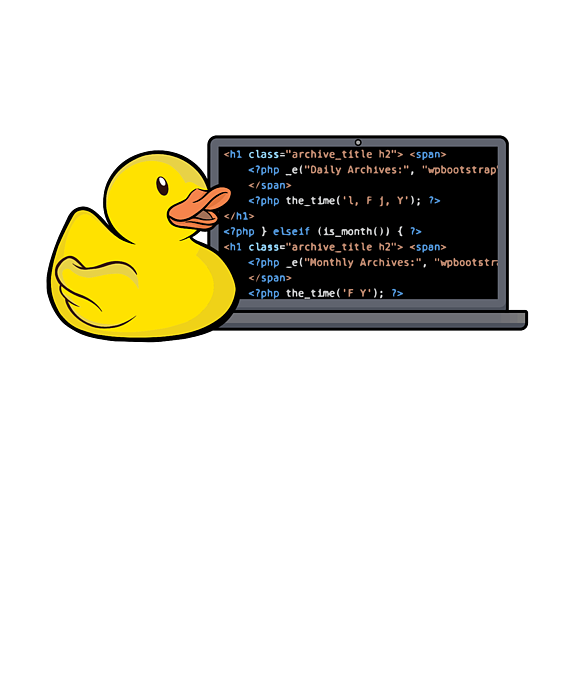 <h1 class="archive_title h2"> <span>
<?php _e("Daily Archives:", "wpbootstrap"
</span>
<?php the_time('l, F j, Y'); ?>
</h1>
<?php } elseif (is_month()) { ?>
<h1 class="archive_title h2"> <span>
<?php _e("Monthly Archives:", "wpbootstra
</span>
<?php the_time('F Y'); ?>